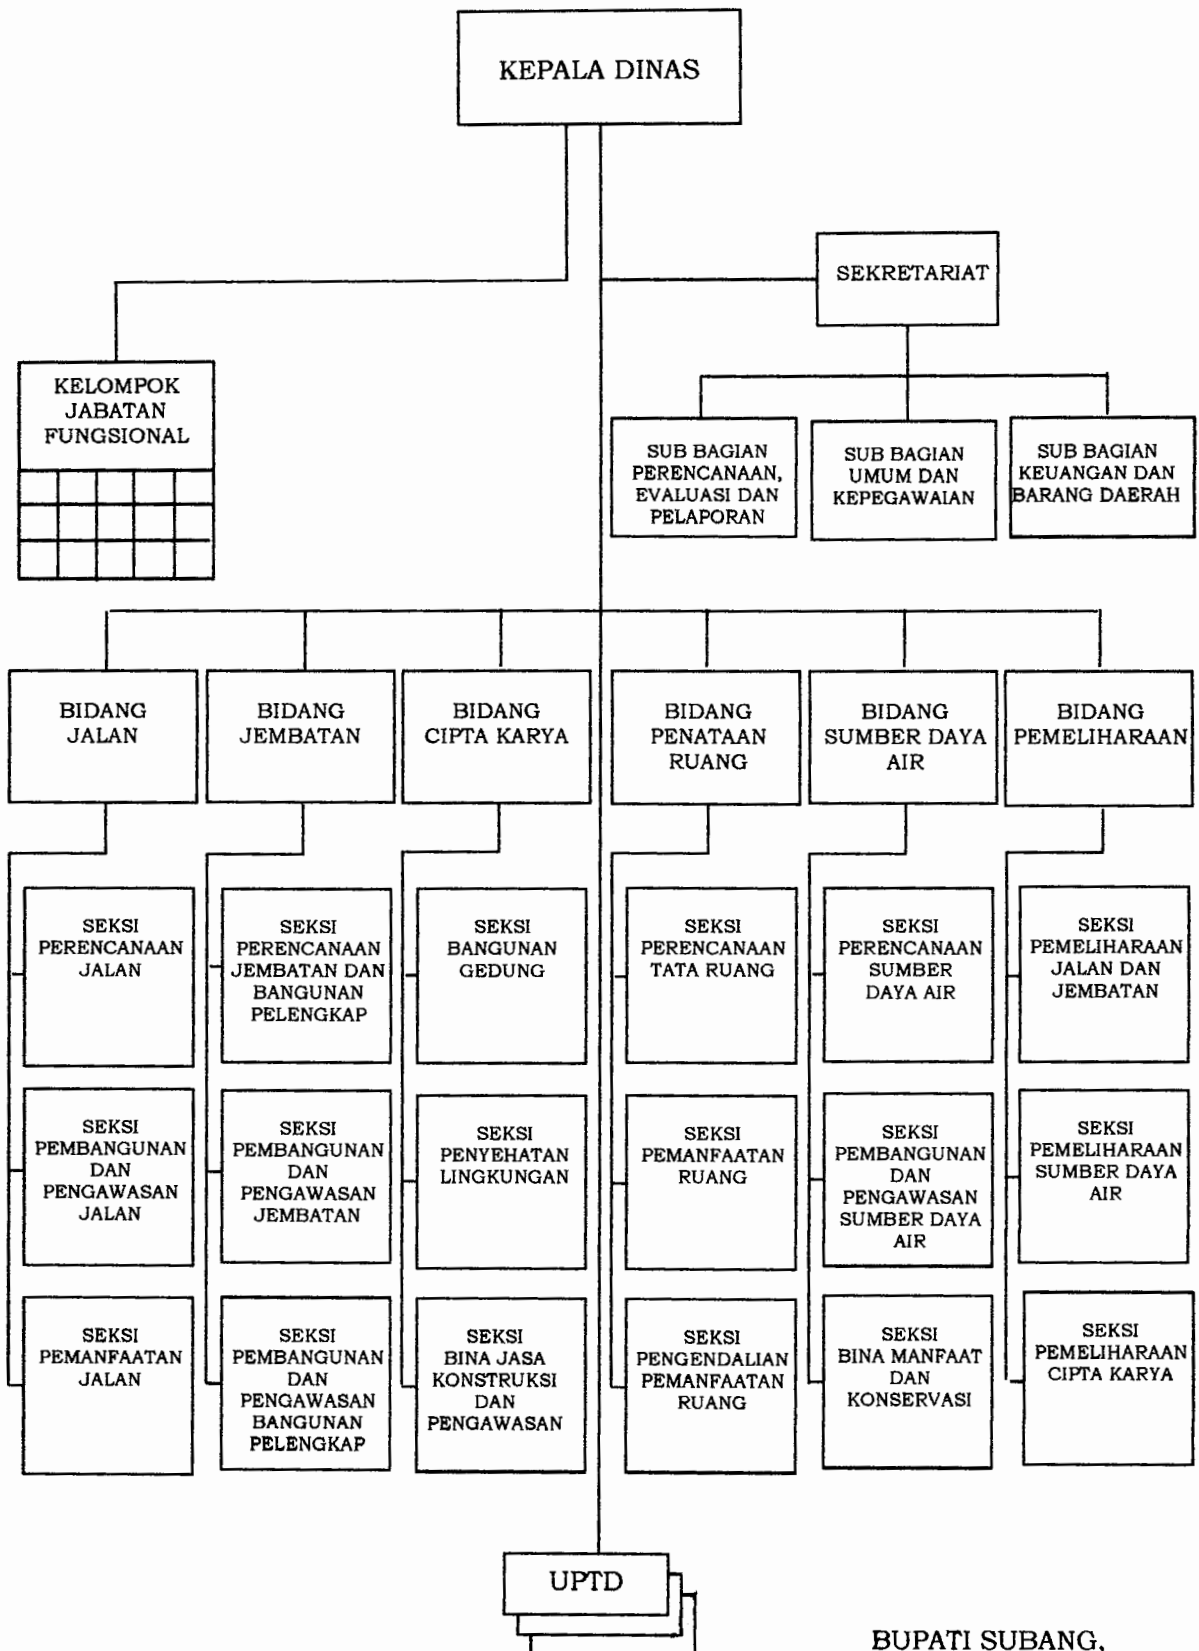 KEPALA DINAS
SEKRETARIAT
KELOMPOK
JABATAN
FUNGSIONAL
SUB BAGIAN
PERENCANAAN,
EVALUASI DAN
PELAPORAN
SUB BAGIAN
UMUM DAN
KEPEGAWAIAN
SUB BAGIAN
KEUANGAN DAN
BARANG DAERAH
BIDANG
JALAN
BIDANG
JEMBATAN
BIDANG
CIPTA KARYA
BIDANG
PENATAAN
RUANG
BIDANG
SUMBER DAYA
AIR
BIDANG
PEMELIHARAAN
SEKSI
PERENCANAAN
JALAN
SEKSI
PERENCANAAN
JEMBATAN DAN
BANGUNAN
PELENGKAP
SEKSI
BANGUNAN
GEDUNG
SEKSI
PERENCANAAN
TATA RUANG
SEKSI
PERENCANAAN
SUMBER
DAYA AIR
SEKSI
PEMELIHARAAN
JALAN DAN
JEMBATAN
SEKSI
PEMBANGUNAN
DAN
PENGAWASAN
JALAN
SEKSI
PEMBANGUNAN
DAN
PENGAWASAN
JEMBATAN
SEKSI
PENYEHATAN
LINGKUNGAN
SEKSI
PEMANFAATAN
RUANG
SEKSI
PEMBANGUNAN
DAN
PENGAWASAN
SUMBER DAYA
AIR
SEKSI
PEMELIHARAAN
SUMBER DAYA
AIR
SEKSI
PEMANFAATAN
JALAN
SEKSI
PEMBANGUNAN
DAN
PENGAWASAN
BANGUNAN
PELENGKAP
SEKSI
BINA JASA
KONSTRUKSI
DAN
PENGAWASAN
SEKSI
PENGENDALIAN
PEMANFAATAN
RUANG
SEKSI
BINA MANFAAT
DAN
KONSERVASI
SEKSI
PEMELIHARAAN
CIPTA KARYA
UPTD
BUPATI SUBANG,